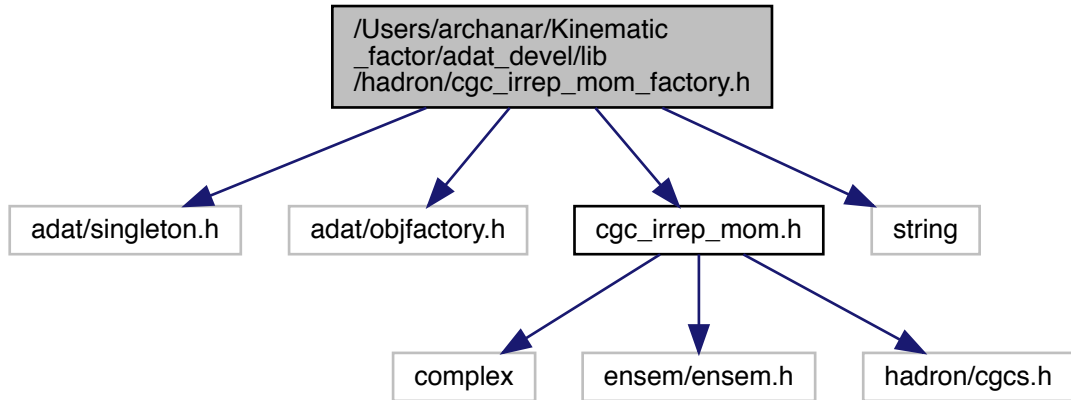 /Users/archanar/Kinematic
_factor/adat_devel/lib
/hadron/cgc_irrep_mom_factory.h
adat/singleton.h
adat/objfactory.h
cgc_irrep_mom.h
string
complex
ensem/ensem.h
hadron/cgcs.h